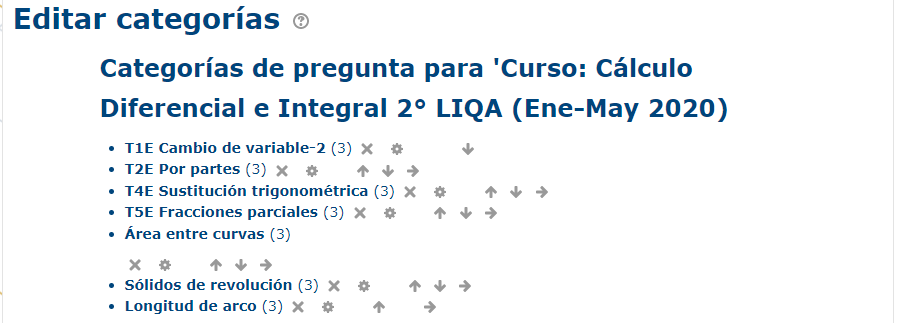 Editar categorías
Categorías de pregunta para 'Curso: Cálculo
Diferencial e Integral 2° LIQA (Ene-May 2020)
T1E Cambio de variable-2 (3)
T2E Por partes (3)
T4E Sustitución trigonométrica (3)
T5E Fracciones parciales (3)
Área entre curvas (3)
Sólidos de revolución (3)
Longitud de arco (3)